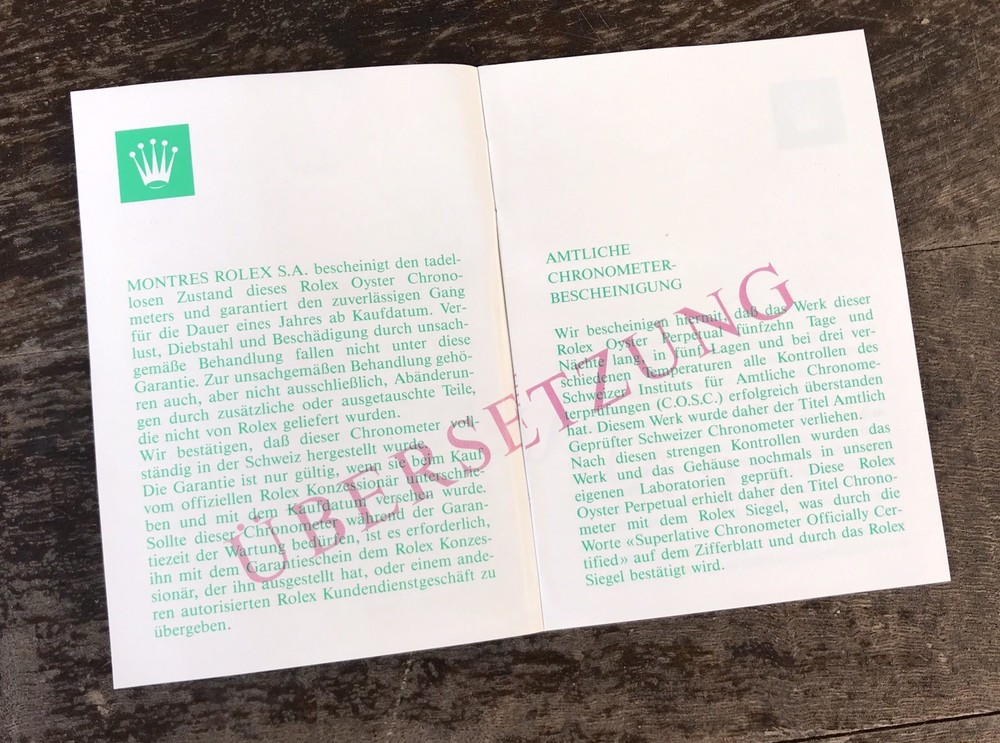 MONTRES ROLEX S.A. bescheinigt den tadel-
losen Zustand dieses Rolex Oyster Chrono-
meters und garantiert den zuverlässigen Gang
für die Dauer eines Jahres ab Kaufdatum. Ver-
lust, Diebstahl und Beschädigung durch unsach-
gemäße Behandlung fallen nicht unter diese
Garantie. Zur unsachgemäßen Behandlung gehö-
ren auch, aber nicht ausschließlich, Abänderun-
gen durch zusätzliche oder ausgetauschte Teile,
die nicht von Rolex geliefert wurden.
Wir bestätigen, daß dieser Chronometer voll-
ständig in der Schweiz hergestellt wurde.
Die Garantie ist nur gültig, wenn sie beim Kauf
vom offiziellen Rolex Konzessionär unterschrie-
ben und mit dem Kaufdatum versehen wurde.
Sollte dieser Chronometer während der Garan-
tiezeit der Wartung bedürfen, ist es erforderlich,
ihn mit dem Garantieschein dem Rolex Konzes-
sionär, der ihn ausgestellt hat, oder einem ande-
ren autorisierten Rolex Kundendienstgeschäft zu
übergeben.
AMTLICHE
CHRONOMETER-
BESCHEINIGUNG
Wir bescheinigen hiermit, daß das Werk dieser
Rolex Oyster Perpetual fünfzehn Tage und
Nächte lang, in fünf Lagen und bei drei ver-
schiedenen Temperaturen alle Kontrollen des
Schweizer Instituts für Amtliche Chronome-
terprüfungen (C.O.S.C.) erfolgreich überstanden
hat. Diesem Werk wurde daher der Titel Amtlich
Geprüfter Schweizer Chronometer verliehen.
Nach diesen strengen Kontrollen wurden das
Werk und das Gehäuse nochmals in unseren
eigenen Laboratorien geprüft. Diese Rolex
Oyster Perpetual erhielt daher den Titel Chrono-
meter mit dem Rolex Siegel, was durch die
Worte «Superlative Chronometer Officially Cer-
tified» auf dem Zifferblatt und durch das Rolex
Siegel bestätigt wird.
ÜBERSETZUNG